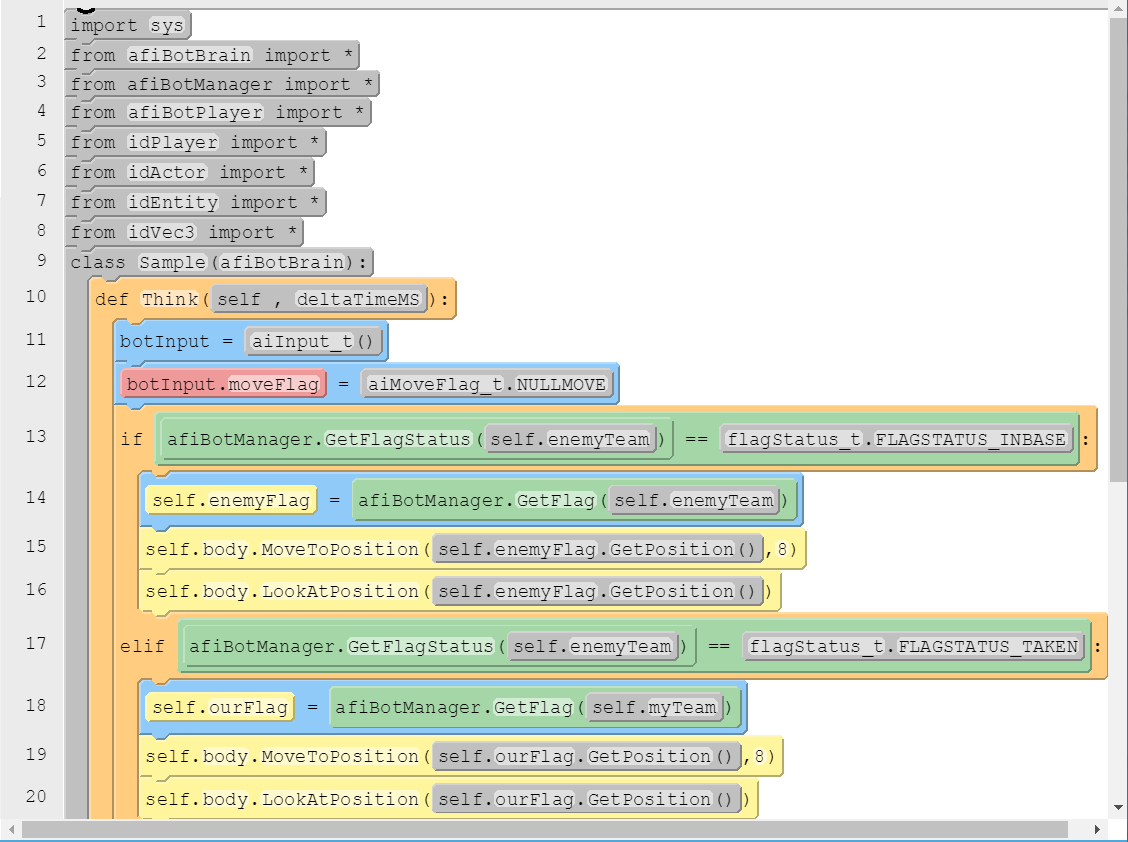 1 import sys
2 from afiBotBrain import *
3 from afiBotManager import *
4 from afiBotPlayer import *
5 from idPlayer import *
6 from idActor import *
7 from idEntity import *
8 from idVec3 import *
9 class Sample(afiBotBrain):
10 def Think(self , deltaTimeMS):
11 botInput = aiInput_t()
12 botInput.moveFlag = aiMoveFlag_t.NULLMOVE
13 if afiBotManager.GetFlagStatus(self.enemyTeam) == flagStatus_t.FLAGSTATUS_INBASE:
14 self.enemyFlag = afiBotManager.GetFlag(self.enemyTeam)
15 self.body.MoveToPosition(self.enemyFlag.GetPosition(),8)
16 self.body.LookAtPosition(self.enemyFlag.GetPosition())
17 elif afiBotManager.GetFlagStatus(self.enemyTeam) == flagStatus_t.FLAGSTATUS_TAKEN:
18 self.ourFlag = afiBotManager.GetFlag(self.myTeam)
19 self.body.MoveToPosition(self.ourFlag.GetPosition(),8)
20 self.body.LookAtPosition(self.ourFlag.GetPosition())